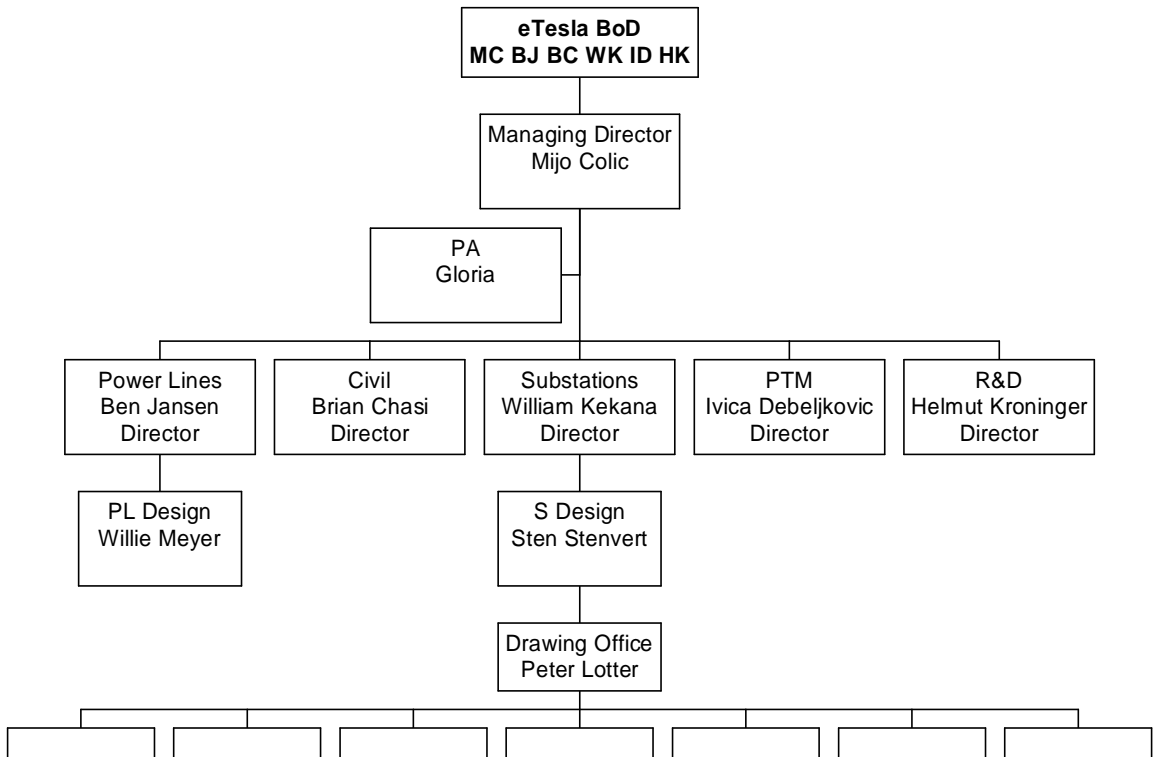 eTesla BoD
MC BJ BC WK ID HK
Managing Director
Mijo Colic
PA
Gloria
Power Lines
Ben Jansen
Director
Civil
Brian Chasi
Director
Substations
William Kekana
Director
PTM
Ivica Debeljkovic
Director
R&D
Helmut Kroninger
Director
PL Design
Willie Meyer
S Design
Sten Stenvert
Drawing Office
Peter Lotter